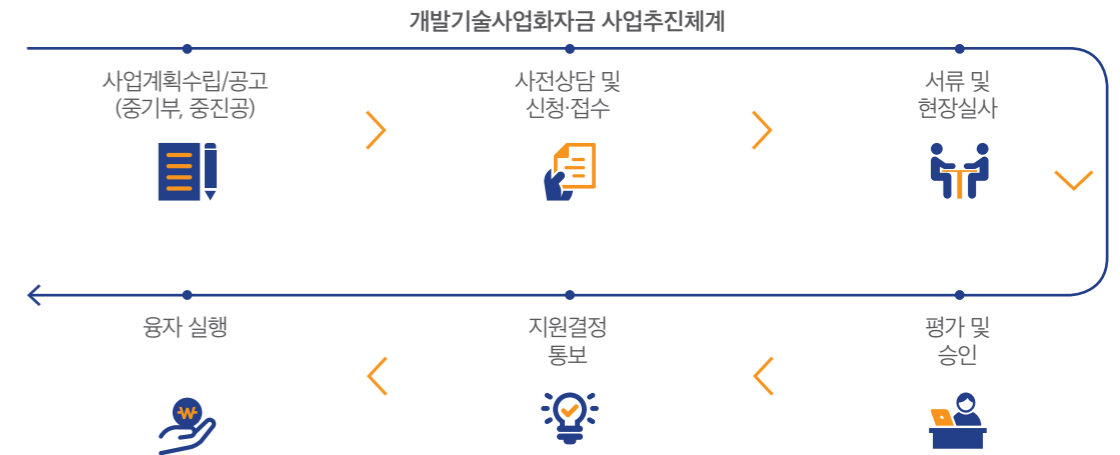 개발기술사업화자금 사업추진체계
사업계획수립/공고
(중기부, 중진공)
사전상담 및
신청·접수
서류 및
현장실사
평가 및
승인
지원결정
통보
융자 실행
₩